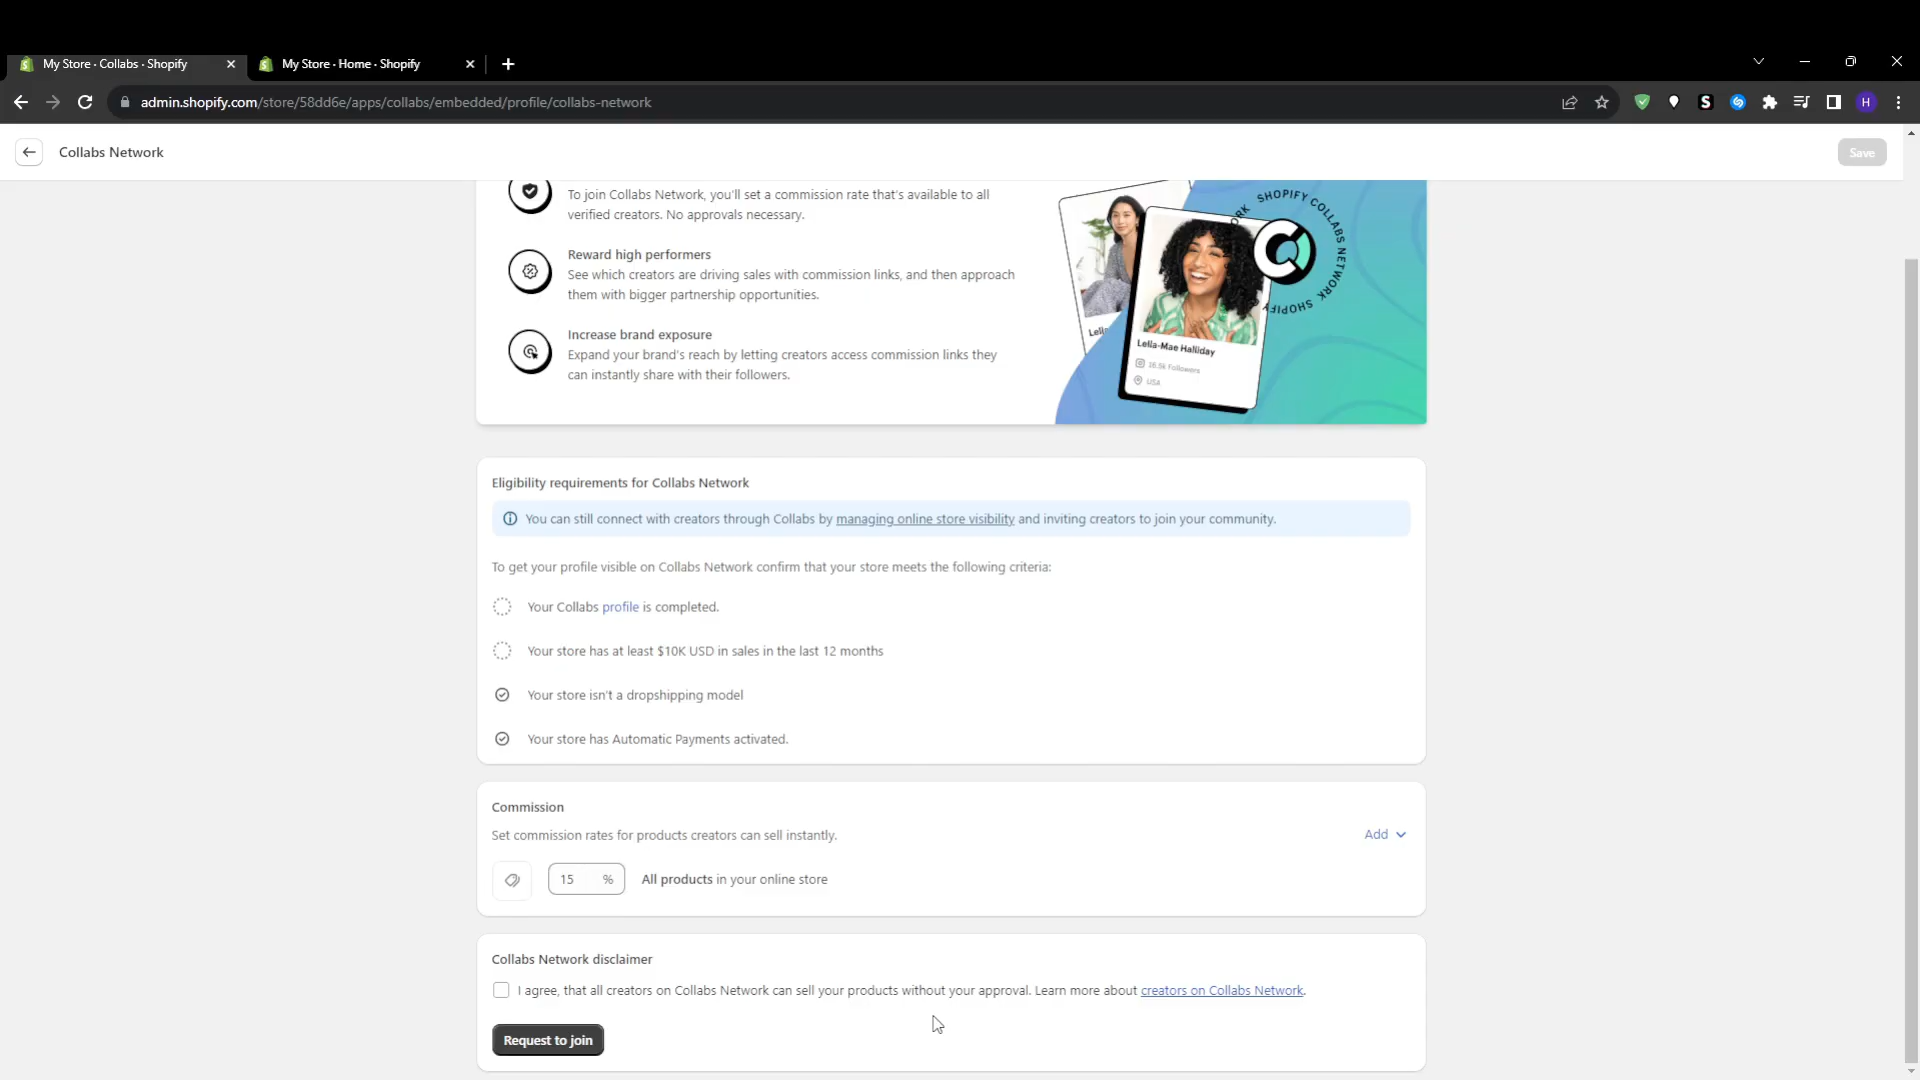 My Store · Collabs · Shopify
My Store · Home · Shopify
admin.shopify.com/store/58dd6e/apps/collabs/embedded/profile/collabs-network
H
Collabs Network
Save
To join Collabs Network, you'll set a commission rate that's available to all
verified creators. No approvals necessary.
Reward high performers
See which creators are driving sales with commission links, and then approach
them with bigger partnership opportunities.
Increase brand exposure
Expand your brand's reach by letting creators access commission links they
can instantly share with their followers.
SHOPIFY COLLABS NETWORK
Leila-Mae Halliday
16.5k Followers
USA
Eligibility requirements for Collabs Network
You can still connect with creators through Collabs by managing online store visibility and inviting creators to join your community.
To get your profile visible on Collabs Network confirm that your store meets the following criteria:
Your Collabs profile is completed.
Your store has at least $10K USD in sales in the last 12 months
Your store isn't a dropshipping model
Your store has Automatic Payments activated.
Commission
Set commission rates for products creators can sell instantly.
Add
15 %
All products in your online store
Collabs Network disclaimer
I agree, that all creators on Collabs Network can sell your products without your approval. Learn more about creators on Collabs Network.
Request to join